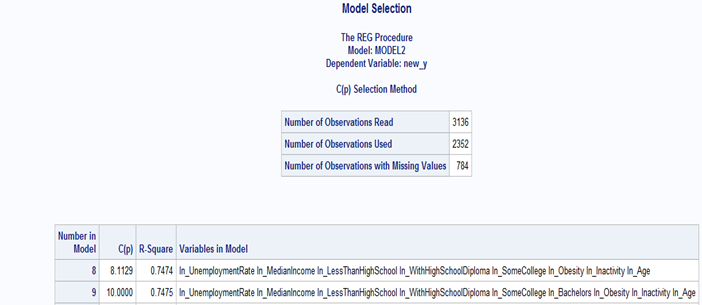 Model Selection
The REG Procedure
Model: MODEL2
Dependent Variable: new_y
C(p) Selection Method
Number of Observations Read 3136
Number of Observations Used 2352
Number of Observations with Missing Values 784
Number in Model C(p) R-Square Variables in Model
8 8.1129 0.7474 ln_UnemploymentRate ln_MedianIncome ln_LessThanHighSchool ln_WithHighSchoolDiploma ln_SomeCollege ln_Obesity ln_Inactivity ln_Age
9 10.0000 0.7475 ln_UnemploymentRate ln_MedianIncome ln_LessThanHighSchool ln_WithHighSchoolDiploma ln_SomeCollege ln_Bachelors ln_Obesity ln_Inactivity ln_Age